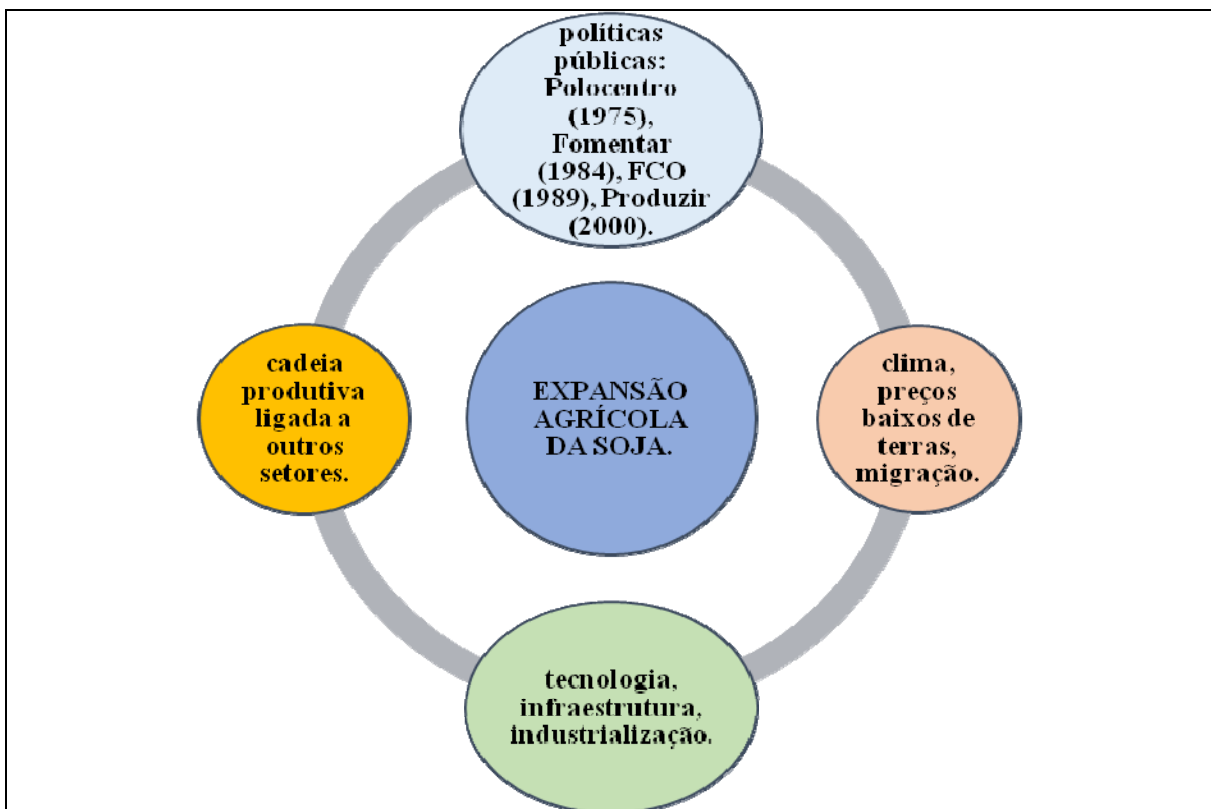 políticas
públicas:
Polocentro
(1975),
Fomentar
(1984), FCO
(1989), Produzir
(2000).
cadeia
produtiva
ligada a
outros
setores.
EXPANSÃO
AGRÍCOLA
DA SOJA.
clima,
preços
baixos de
terras,
migração.
tecnologia,
infraestrutura,
industrialização.